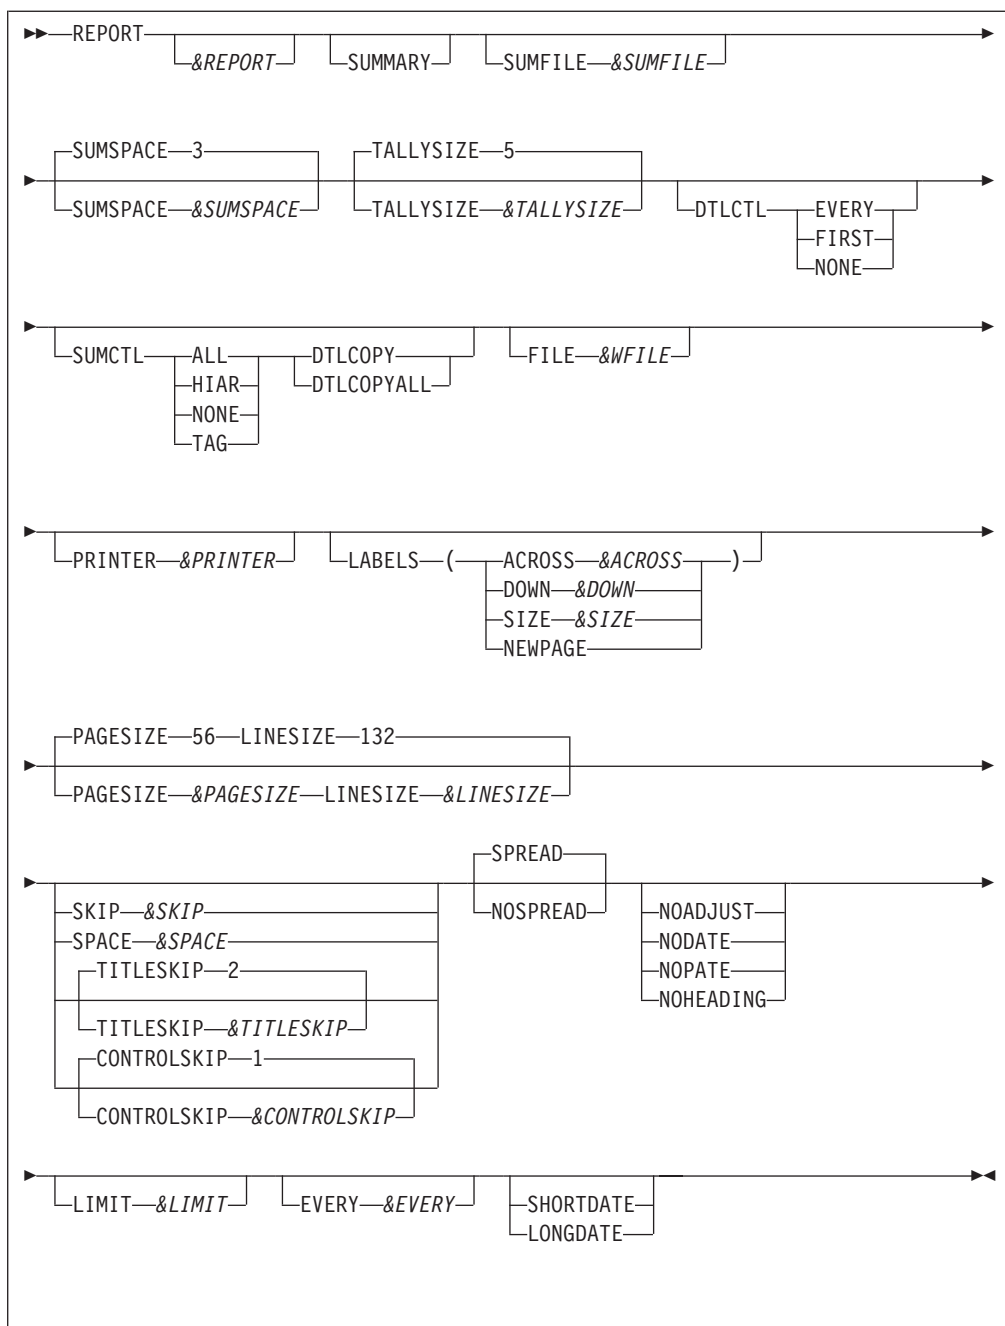 REPORT
&REPORT SUMMARY SUMFILE &SUMFILE
SUMSPACE 3 TALLYSIZE 5
SUMSPACE &SUMSPACE TALLYSIZE &TALLYSIZE DTLCTL EVERY
FIRST
NONE
SUMCTL ALL DTLCOPY FILE &WFILE
HIAR DTLCOPYALL
NONE
TAG
PRINTER &PRINTER LABELS ( ACROSS &ACROSS )
DOWN &DOWN
SIZE &SIZE
NEWPAGE
PAGESIZE 56 LINESIZE 132
PAGESIZE &PAGESIZE LINESIZE &LINESIZE
SPREAD
SKIP &SKIP NOSPREAD NOADJUST
SPACE &SPACE NODATE
TITLESKIP 2 NOPATE
NOHEADING
TITLESKIP &TITLESKIP
CONTROLSKIP 1
CONTROLSKIP &CONTROLSKIP
LIMIT &LIMIT EVERY &EVERY SHORTDATE
LONGDATE